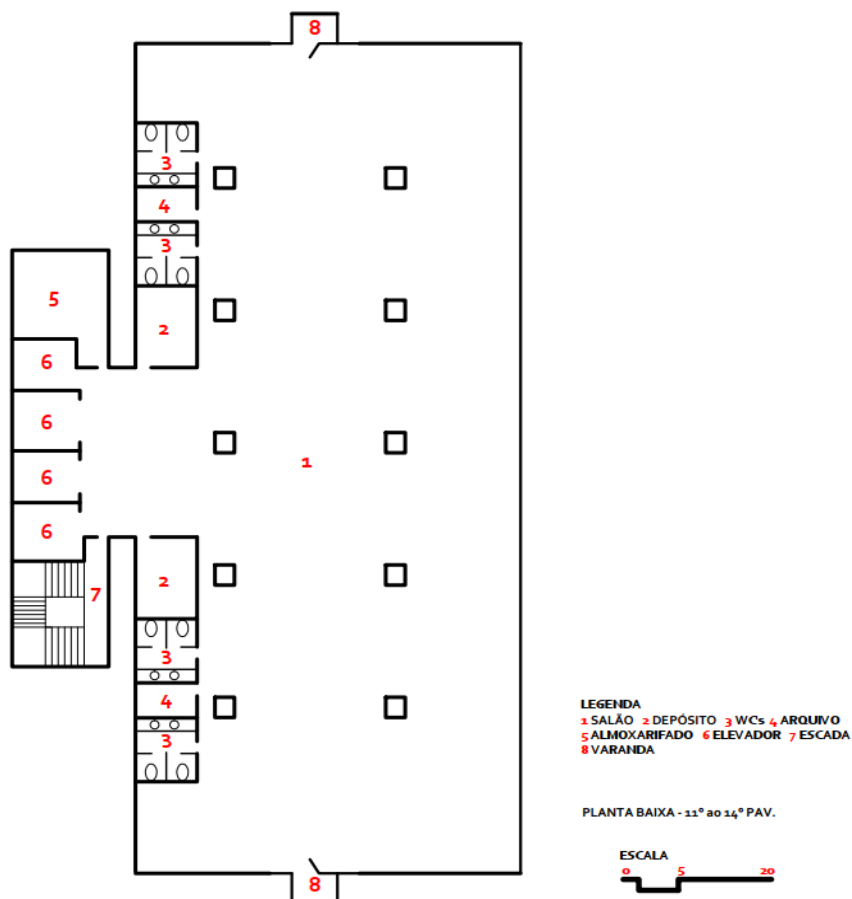 8
3
4
3
5
2
6
6
1
6
6
2
7
3
4
3
8
LEGENDA
1 SALÃO 2 DEPÓSITO 3 WCs 4 ARQUIVO
5 ALMOXARIFADO 6 ELEVADOR 7 ESCADA
8 VARANDA
PLANTA BAIXA - 11º ao 14º PAV.
ESCALA
0 5 20